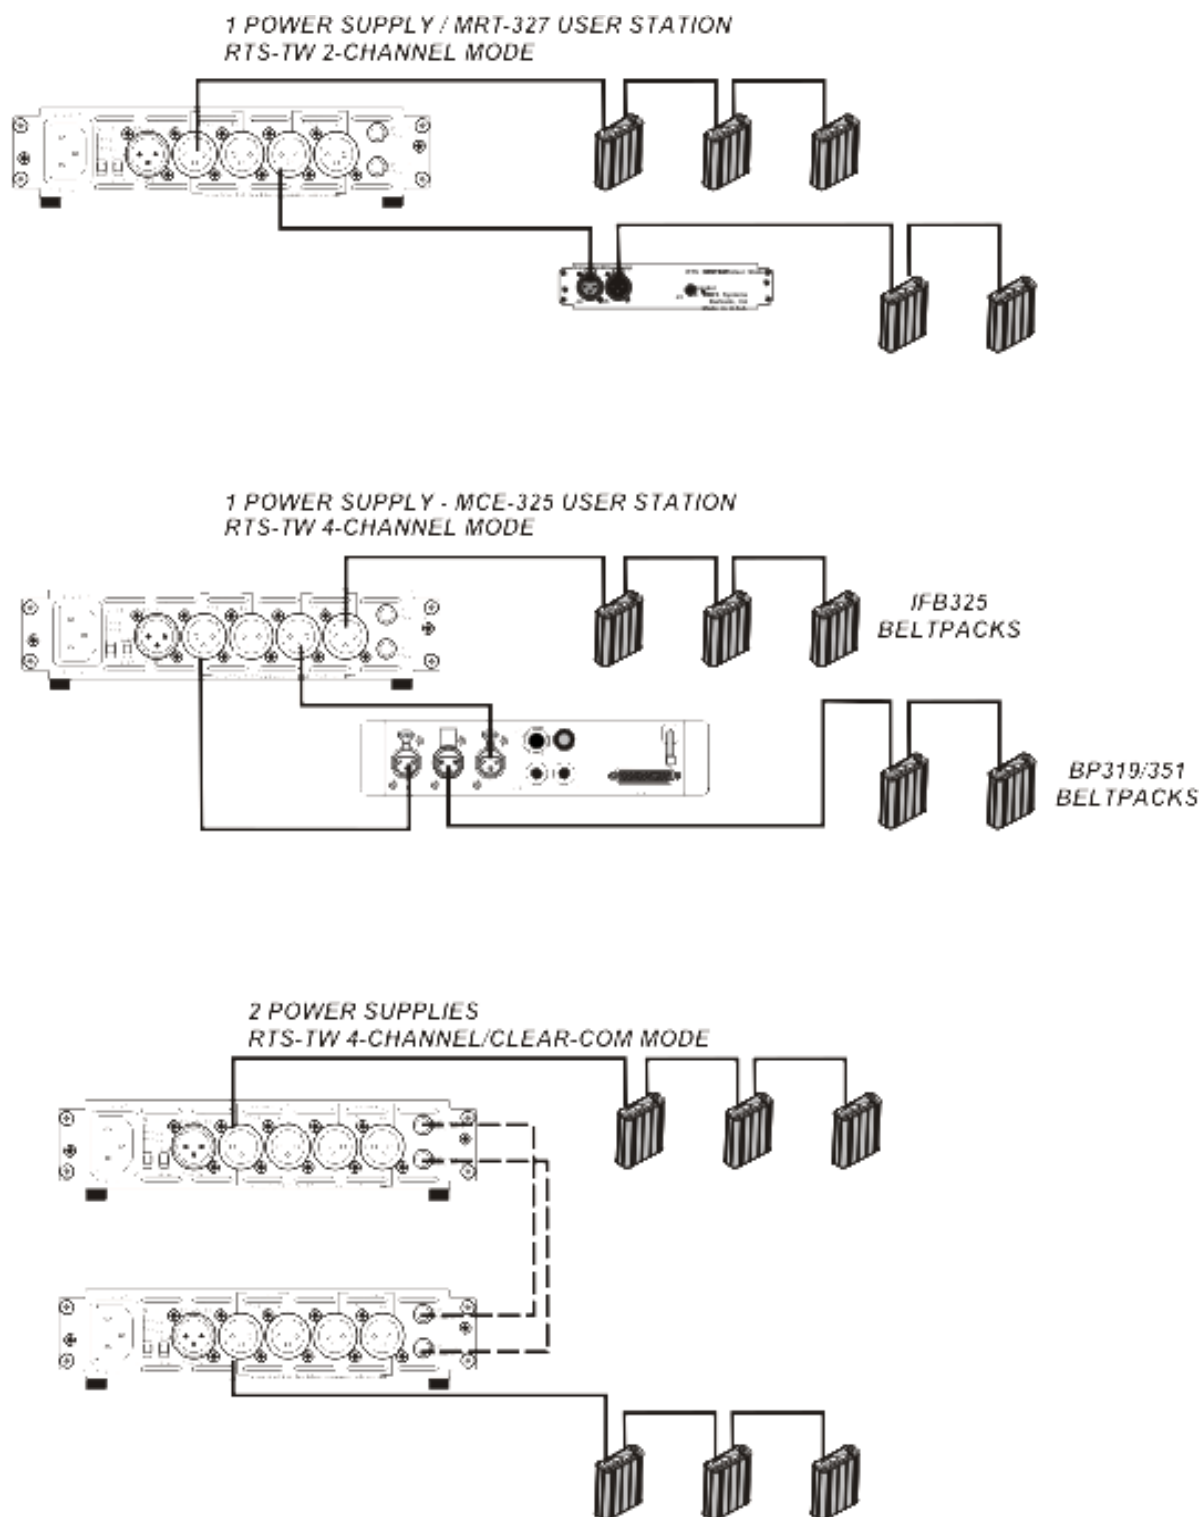 1 POWER SUPPLY / MRT-327 USER STATION
RTS-TW 2-CHANNEL MODE
1 POWER SUPPLY - MCE-325 USER STATION
RTS-TW 4-CHANNEL MODE
IFB325
BELTPACKS
BP319/351
BELTPACKS
2 POWER SUPPLIES
RTS-TW 4-CHANNEL/CLEAR-COM MODE